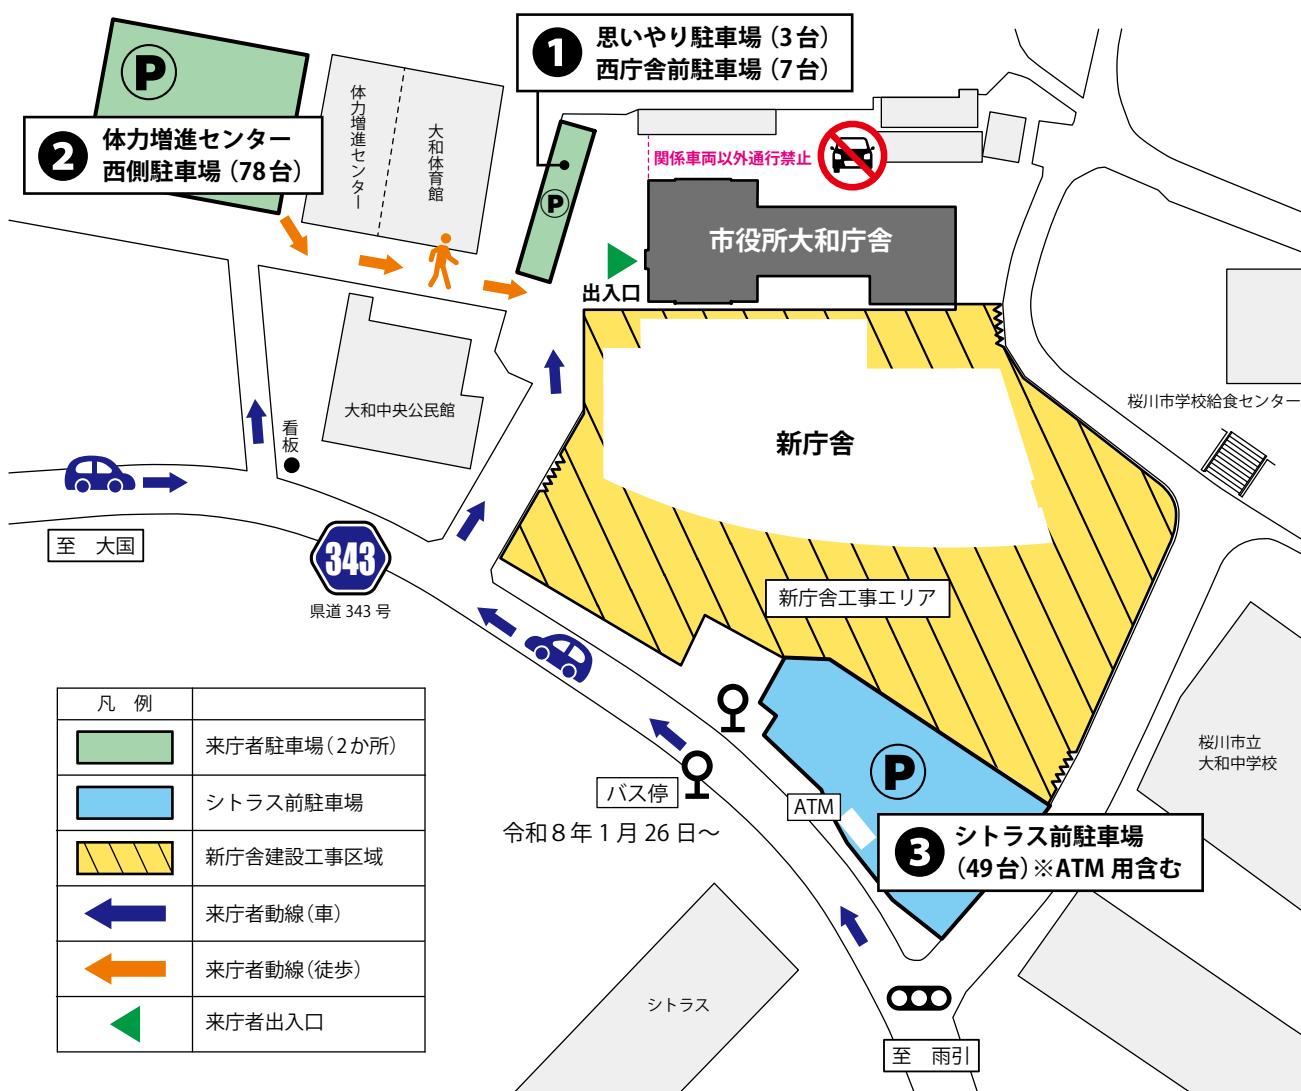 ❶ 思いやり駐車場（3台）
西庁舎前駐車場（7台）
P
❷ 体力増進センター
西側駐車場（78台）
体力増進センター
大和体育館
P
関係車両以外通行禁止
市役所大和庁舎
出入口
大和中央公民館
看板
桜川市学校給食センター
新庁舎
至　大国
343
県道 343 号
新庁舎工事エリア
バス停
令和８年 1 月 26 日～
ATM
P
❸ シトラス前駐車場
（49台）※ATM 用含む
桜川市立
大和中学校
シトラス
至　雨引
凡　例
来庁者駐車場（2か所）
シトラス前駐車場
新庁舎建設工事区域
来庁者動線（車）
来庁者動線（徒歩）
来庁者出入口